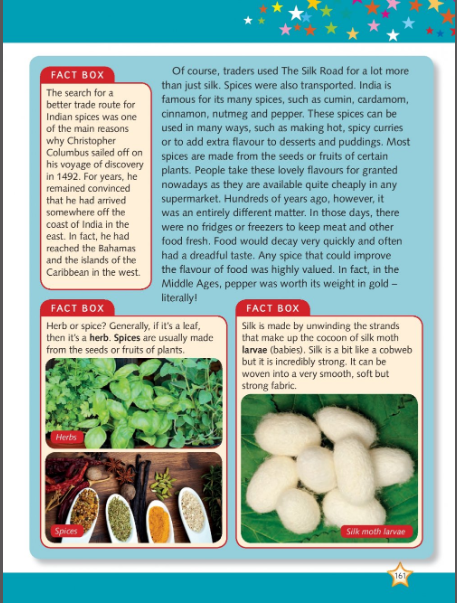 FACT BOX
The search for a
better trade route for
Indian spices was one
of the main reasons
why Christopher
Columbus sailed off on
his voyage of discovery
in 1492. For years, he
remained convinced
that he had arrived
somewhere off the
coast of India in the
east. In fact, he had
reached the Bahamas
and the islands of the
Caribbean in the west.
Of course, traders used The Silk Road for a lot more
than just silk. Spices were also transported. India is
famous for its many spices, such as cumin, cardamom,
cinnamon, nutmeg and pepper. These spices can be
used in many ways, such as making hot, spicy curries
or to add extra flavour to desserts and puddings. Most
spices are made from the seeds or fruits of certain
plants. People take these lovely flavours for granted
nowadays as they are available quite cheaply in any
supermarket. Hundreds of years ago, however, it
was an entirely different matter. In those days, there
were no fridges or freezers to keep meat and other
food fresh. Food would decay very quickly and often
had a dreadful taste. Any spice that could improve
the flavour of food was highly valued. In fact, in the
Middle Ages, pepper was worth its weight in gold –
literally!
FACT BOX
Herb or spice? Generally, if it's a leaf,
then it's a herb. Spices are usually made
from the seeds or fruits of plants.
Herbs
Spices
FACT BOX
Silk is made by unwinding the strands
that make up the cocoon of silk moth
larvae (babies). Silk is a bit like a cobweb
but it is incredibly strong. It can be
woven into a very smooth, soft but
strong fabric.
Silk moth larvae
161